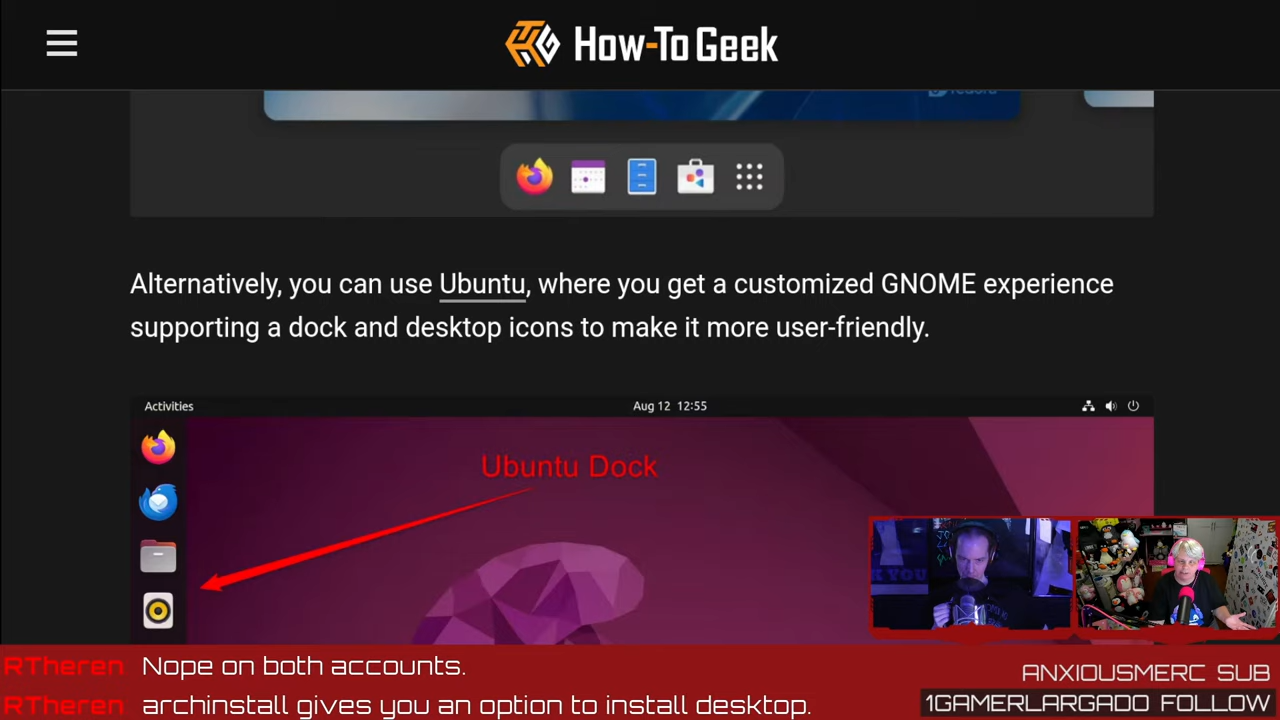 How-To Geek
Alternatively, you can use Ubuntu, where you get a customized GNOME experience
supporting a dock and desktop icons to make it more user-friendly.
Activities
Aug 12 12:55
Ubuntu Dock
RTheren Nope on both accounts.
RTheren archinstall gives you an option to install desktop.
ANXIOUSMERC SUB
1GAMERLARGADO FOLLOW